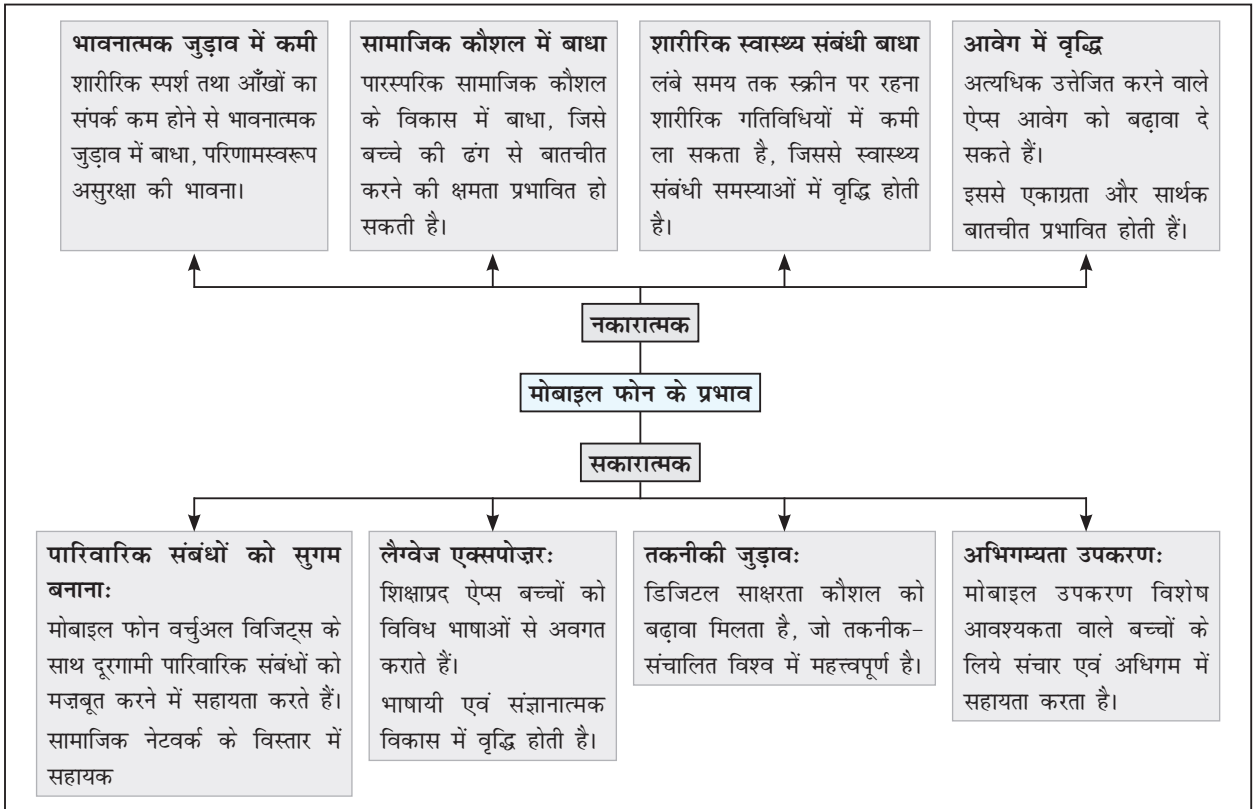 भावनात्मक जुड़ाव में कमी
शारीरिक स्पर्श तथा आँखों का
संपर्क कम होने से भावनात्मक
जुड़ाव में बाधा, परिणामस्वरूप
असुरक्षा की भावना।
सामाजिक कौशल में बाधा
पारस्परिक सामाजिक कौशल
के विकास में बाधा, जिसे
बच्चे की ढंग से बातचीत
करने की क्षमता प्रभावित हो
सकती है।
शारीरिक स्वास्थ्य संबंधी बाधा
लंबे समय तक स्क्रीन पर रहना
शारीरिक गतिविधियों में कमी
ला सकता है, जिससे स्वास्थ्य
संबंधी समस्याओं में वृद्धि होती
है।
आवेग में वृद्धि
अत्यधिक उत्तेजित करने वाले
ऐप्स आवेग को बढ़ावा दे
सकते हैं।
इससे एकाग्रता और सार्थक
बातचीत प्रभावित होती हैं।
नकारात्मक
मोबाइल फोन के प्रभाव
सकारात्मक
पारिवारिक संबंधों को सुगम
बनानाः
मोबाइल फोन वर्चुअल विजिट्स के
साथ दूरगामी पारिवारिक संबंधों को
मज़बूत करने में सहायता करते हैं।
सामाजिक नेटवर्क के विस्तार में
सहायक
लैंग्वेज एक्सपोज़रः
शिक्षाप्रद ऐप्स बच्चों को
विविध भाषाओं से अवगत
कराते हैं।
भाषायी एवं संज्ञानात्मक
विकास में वृद्धि होती है।
तकनीकी जुड़ावः
डिजिटल साक्षरता कौशल को
बढ़ावा मिलता है, जो तकनीक-
संचालित विश्व में महत्त्वपूर्ण है।
अभिगम्यता उपकरणः
मोबाइल उपकरण विशेष
आवश्यकता वाले बच्चों के
लिये संचार एवं अधिगम में
सहायता करता है।